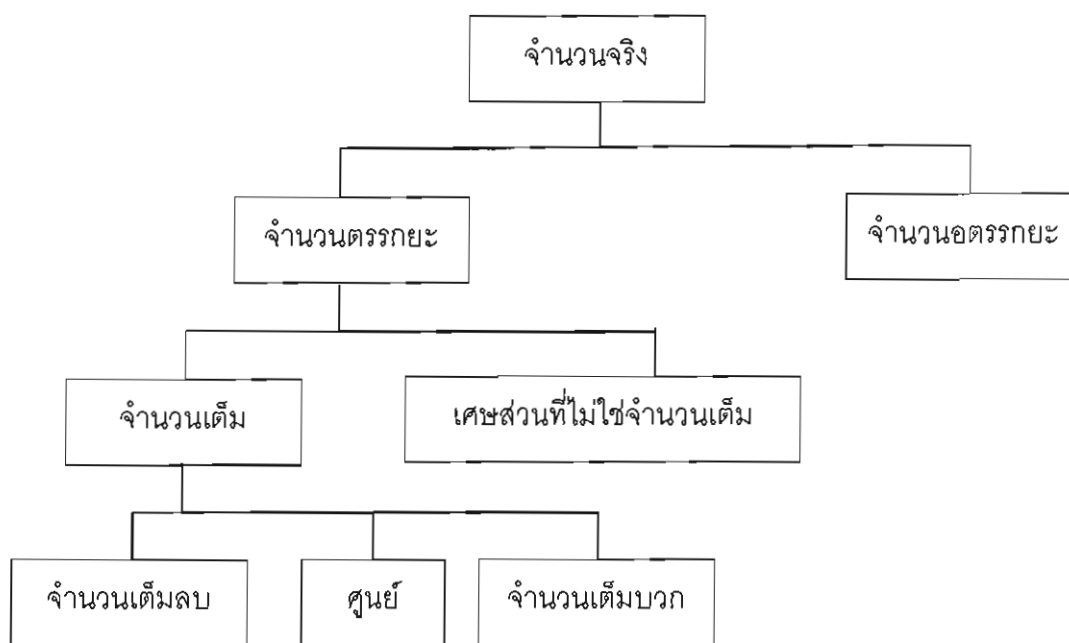 จำนวนจริง
จำนวนตรรกยะ
จำนวนอตรรกยะ
จำนวนเต็ม
เศษส่วนที่ไม่ใช่จำนวนเต็ม
จำนวนเต็มลบ
ศูนย์
จำนวนเต็มบวก